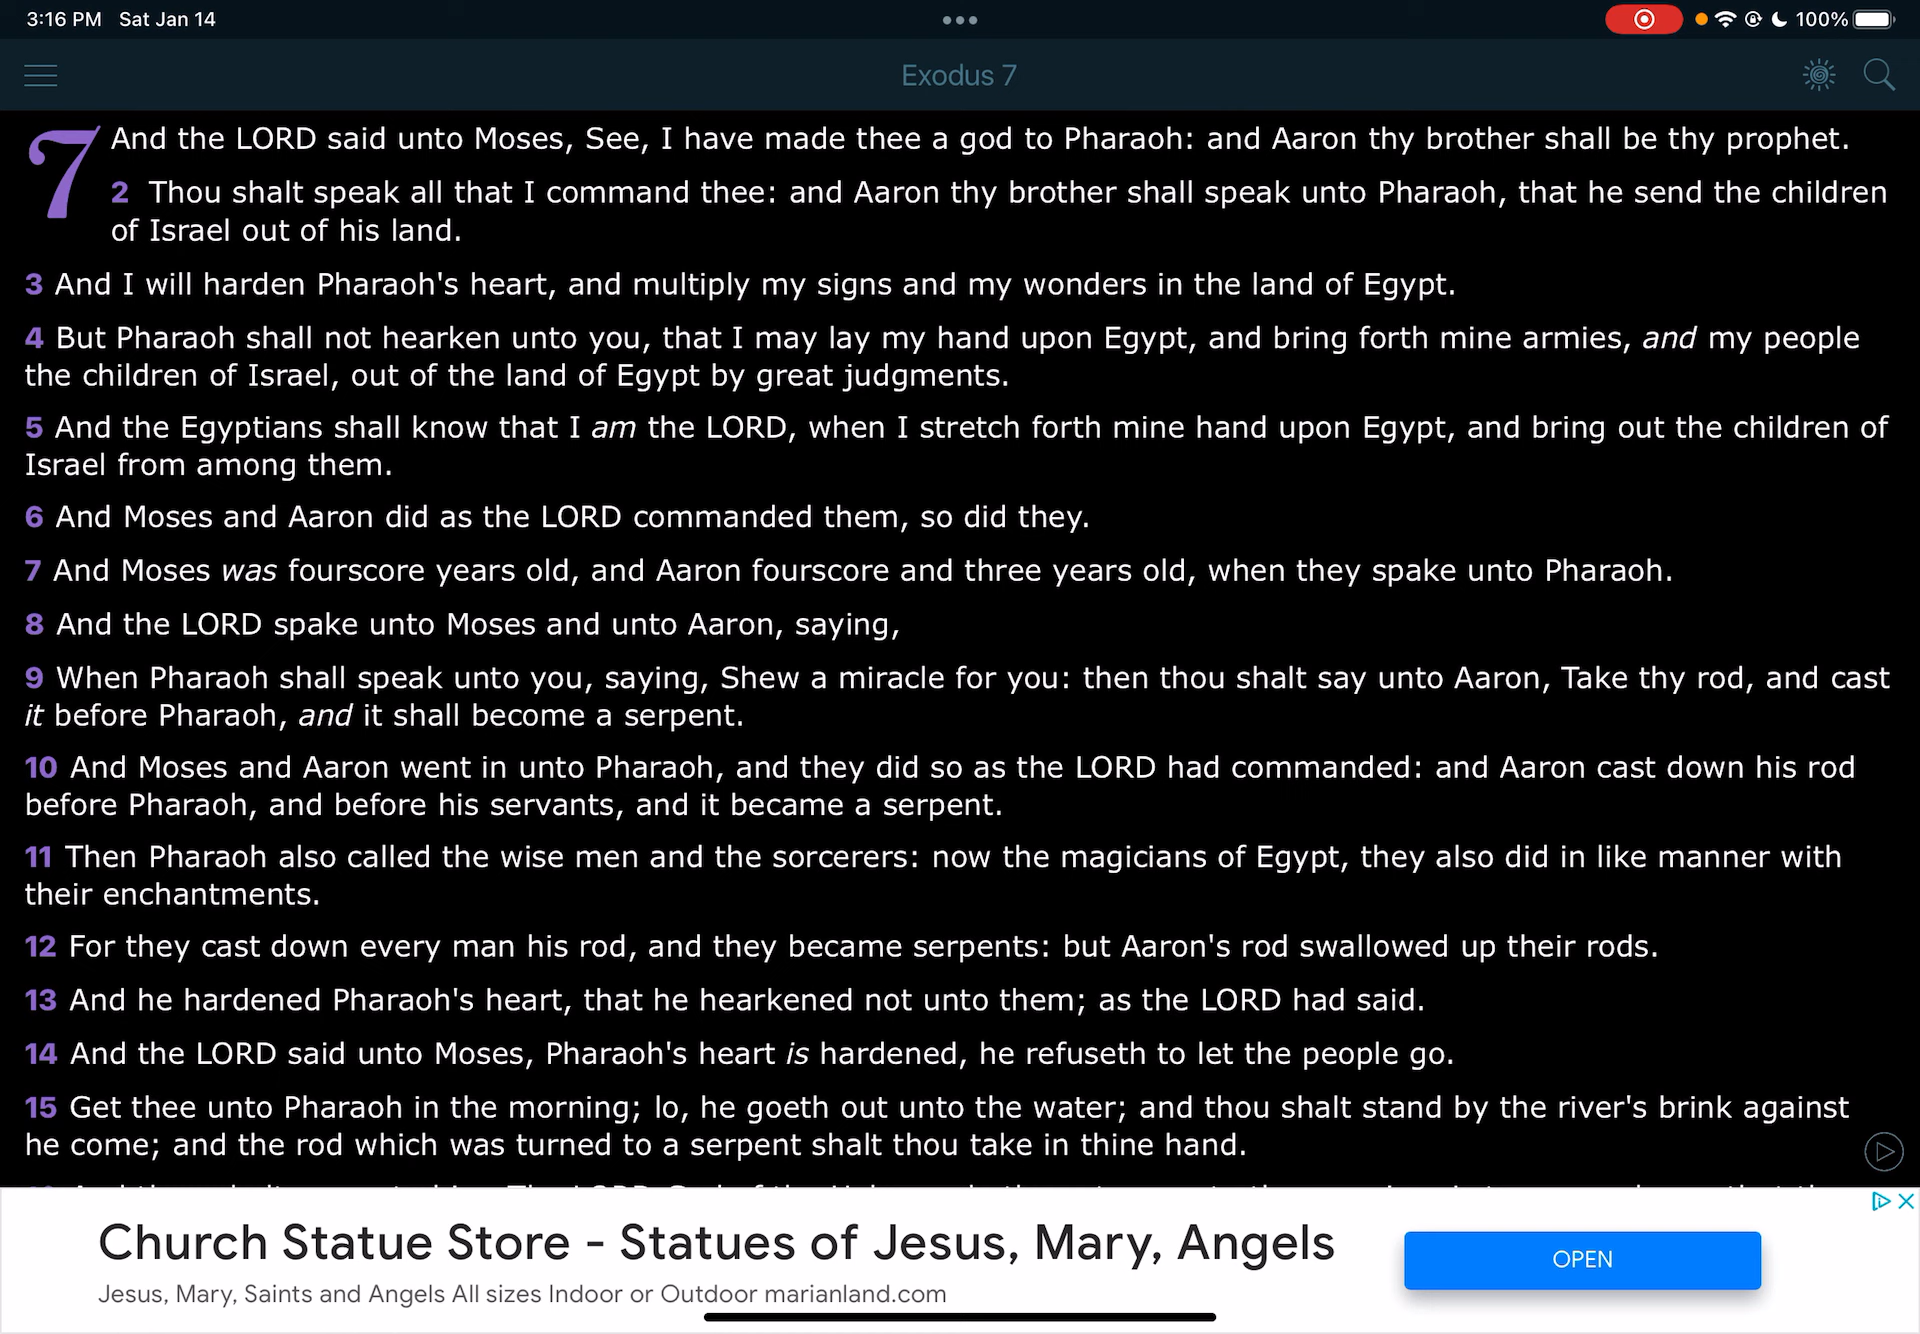 3:16 PM Sat Jan 14
100%
Exodus 7
7 And the LORD said unto Moses, See, I have made thee a god to Pharaoh: and Aaron thy brother shall be thy prophet.
2 Thou shalt speak all that I command thee: and Aaron thy brother shall speak unto Pharaoh, that he send the children
of Israel out of his land.
3 And I will harden Pharaoh's heart, and multiply my signs and my wonders in the land of Egypt.
4 But Pharaoh shall not hearken unto you, that I may lay my hand upon Egypt, and bring forth mine armies, and my people
the children of Israel, out of the land of Egypt by great judgments.
5 And the Egyptians shall know that I am the LORD, when I stretch forth mine hand upon Egypt, and bring out the children of
Israel from among them.
6 And Moses and Aaron did as the LORD commanded them, so did they.
7 And Moses was fourscore years old, and Aaron fourscore and three years old, when they spake unto Pharaoh.
8 And the LORD spake unto Moses and unto Aaron, saying,
9 When Pharaoh shall speak unto you, saying, Shew a miracle for you: then thou shalt say unto Aaron, Take thy rod, and cast
it before Pharaoh, and it shall become a serpent.
10 And Moses and Aaron went in unto Pharaoh, and they did so as the LORD had commanded: and Aaron cast down his rod
before Pharaoh, and before his servants, and it became a serpent.
11 Then Pharaoh also called the wise men and the sorcerers: now the magicians of Egypt, they also did in like manner with
their enchantments.
12 For they cast down every man his rod, and they became serpents: but Aaron's rod swallowed up their rods.
13 And he hardened Pharaoh's heart, that he hearkened not unto them; as the LORD had said.
14 And the LORD said unto Moses, Pharaoh's heart is hardened, he refuseth to let the people go.
15 Get thee unto Pharaoh in the morning; lo, he goeth out unto the water; and thou shalt stand by the river's brink against
he come; and the rod which was turned to a serpent shalt thou take in thine hand.
Church Statue Store - Statues of Jesus, Mary, Angels
Jesus, Mary, Saints and Angels All sizes Indoor or Outdoor marianland.com
OPEN